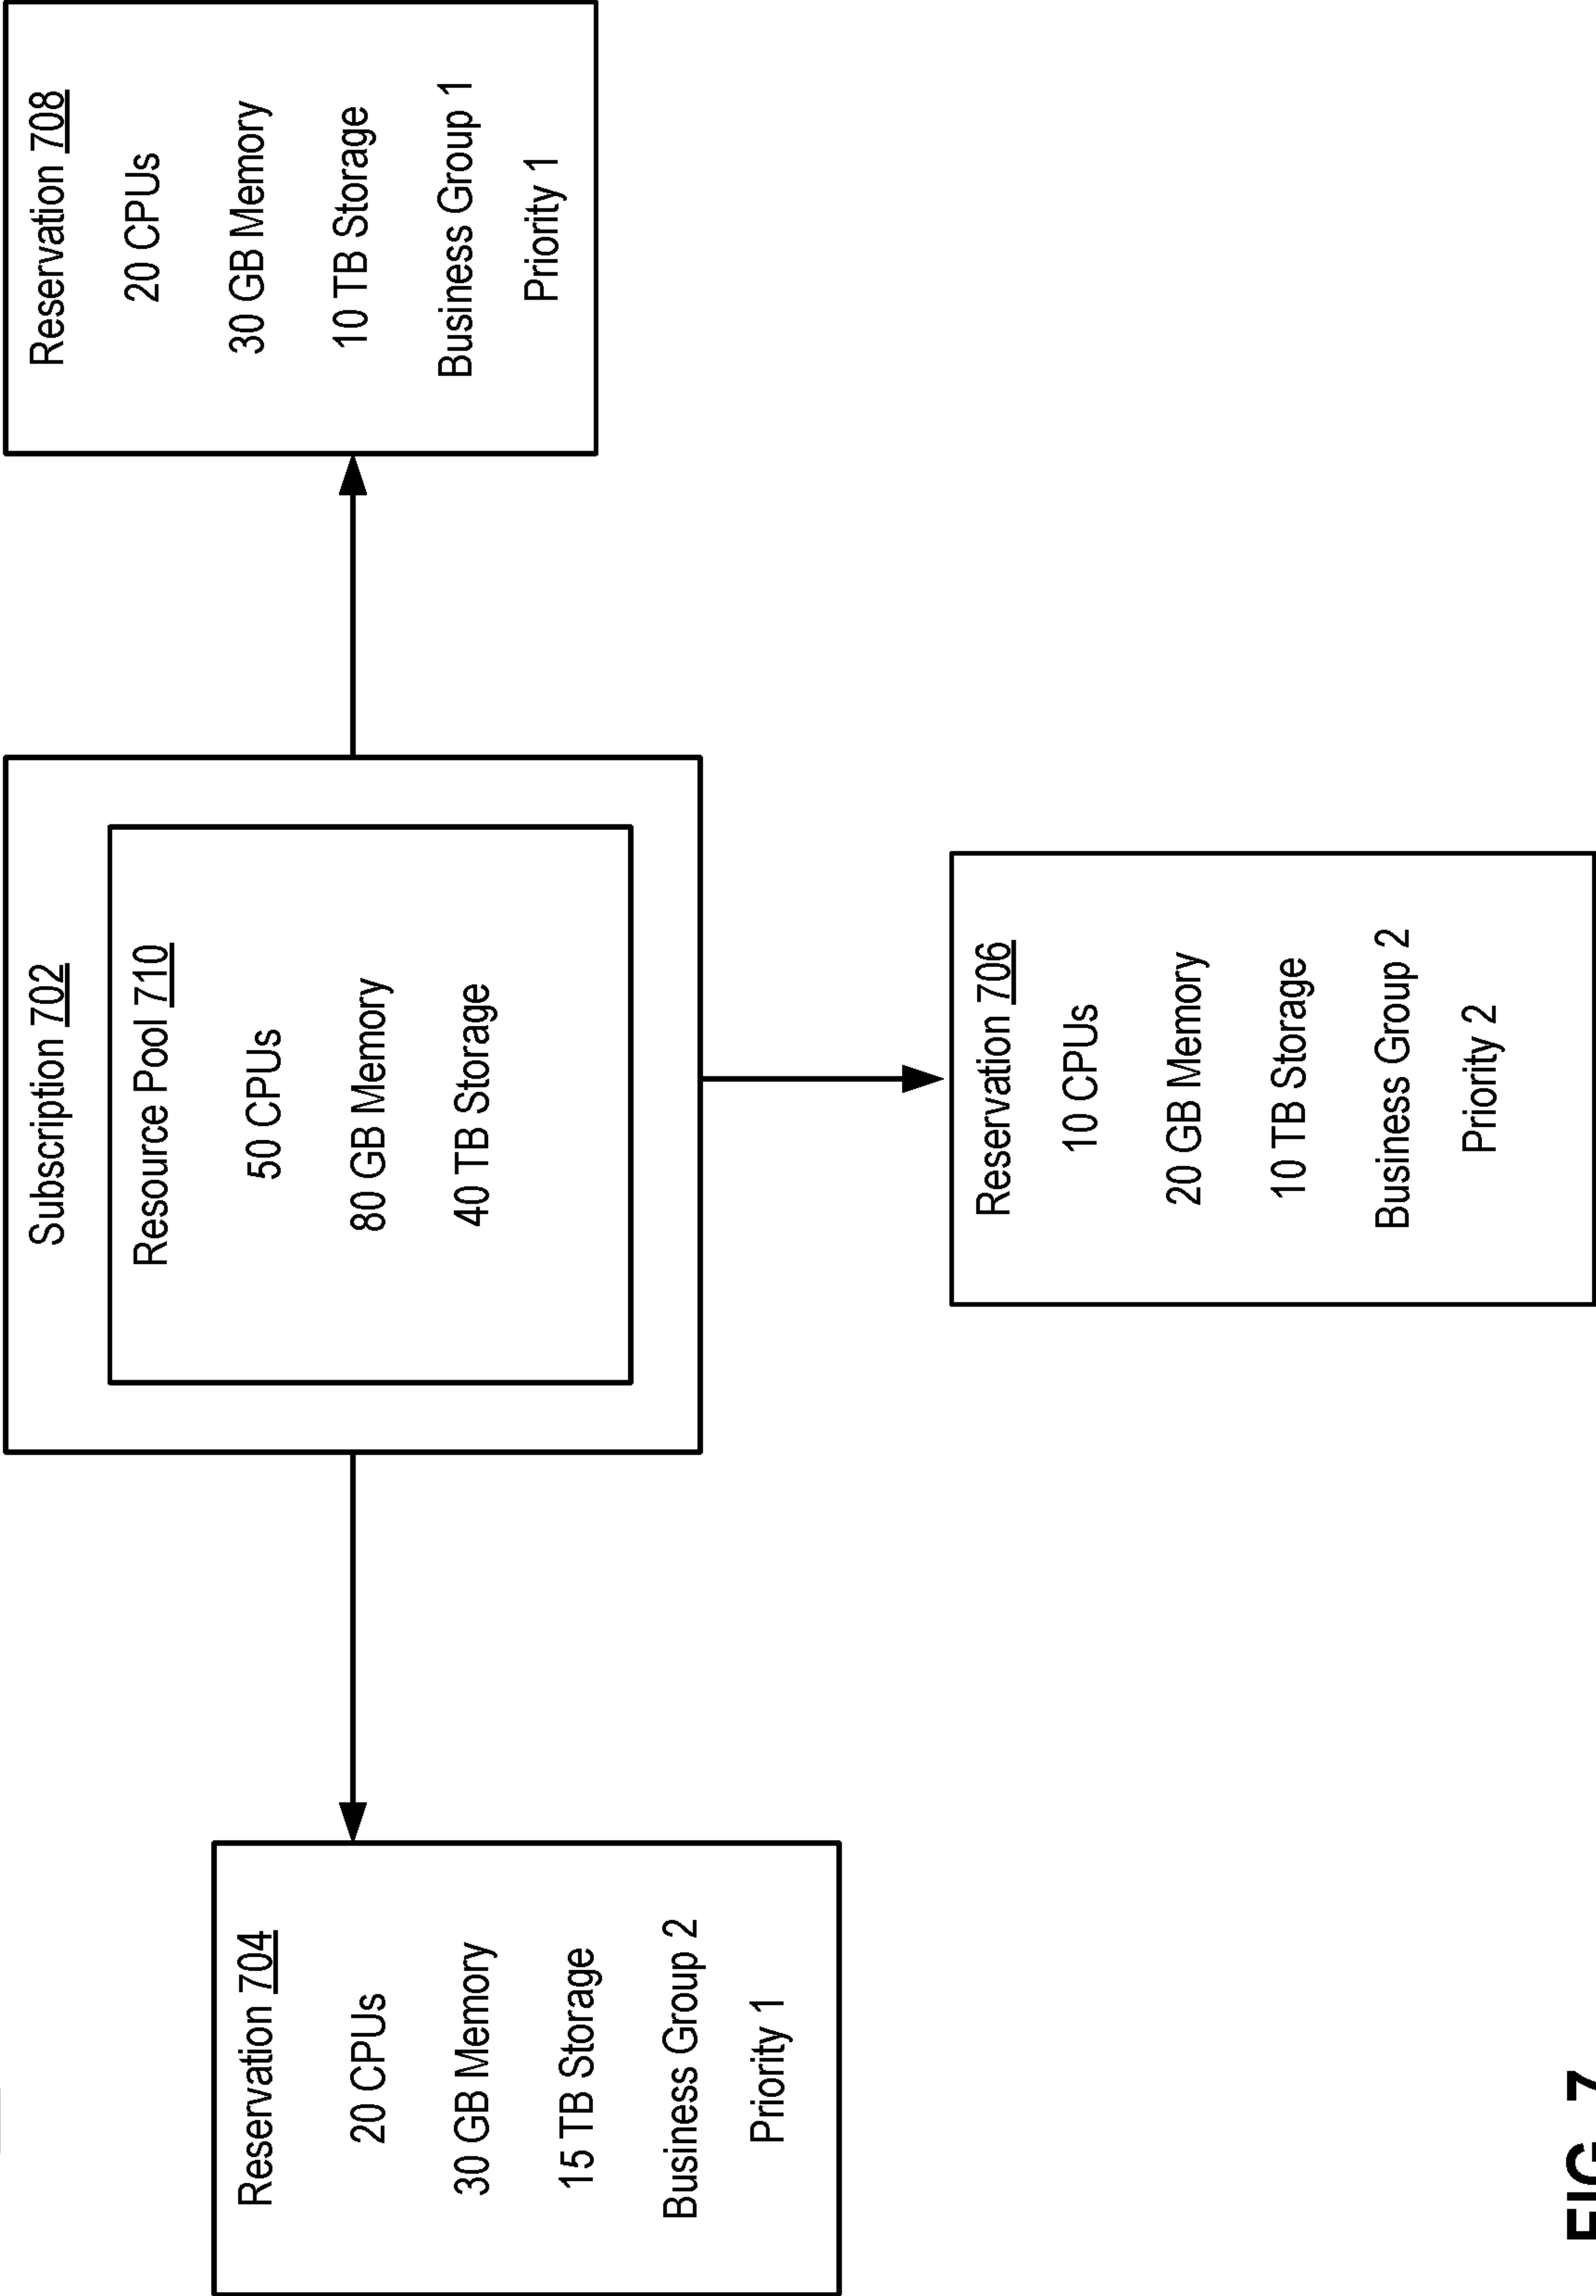 Subscription 702
Resource Pool 710
50 CPUs
80 GB Memory
40 TB Storage
Reservation 704
20 CPUs
30 GB Memory
15 TB Storage
Business Group 2
Priority 1
Reservation 708
20 CPUs
30 GB Memory
10 TB Storage
Business Group 1
Priority 1
Reservation 706
10 CPUs
20 GB Memory
10 TB Storage
Business Group 2
Priority 2
FIG. 7